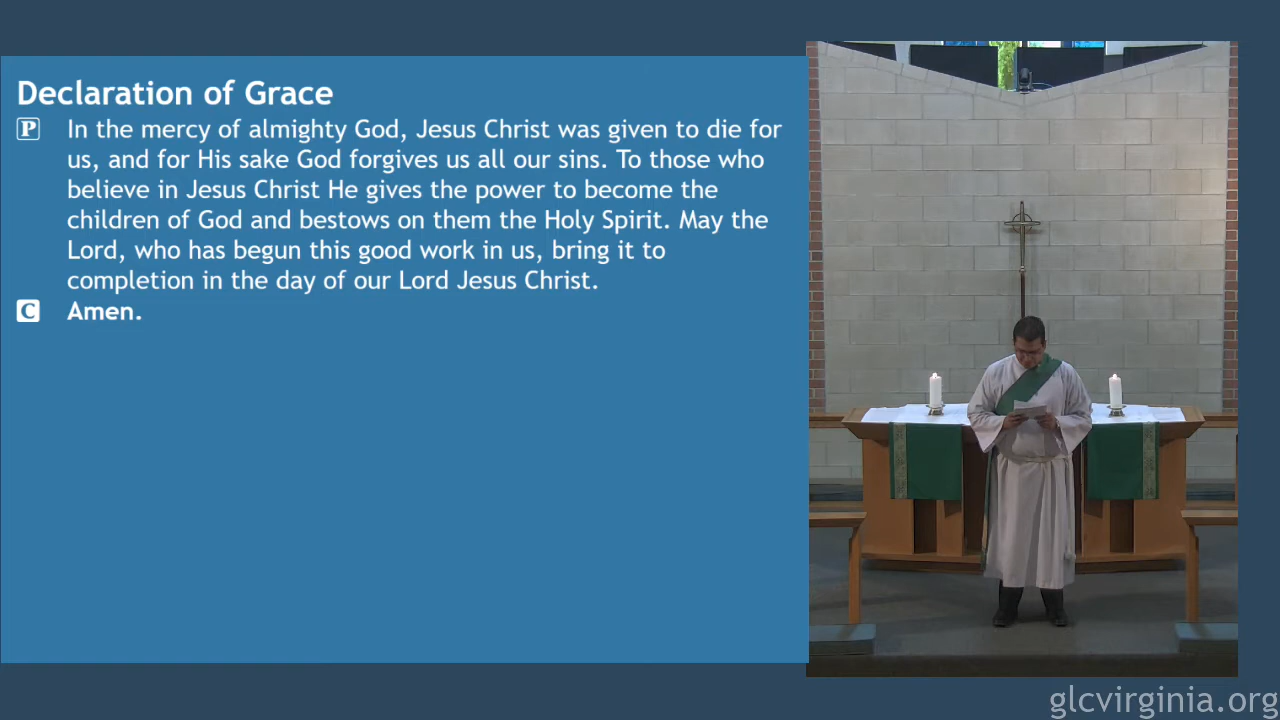 Declaration of Grace
P In the mercy of almighty God, Jesus Christ was given to die for
us, and for His sake God forgives us all our sins. To those who
believe in Jesus Christ He gives the power to become the
children of God and bestows on them the Holy Spirit. May the
Lord, who has begun this good work in us, bring it to
completion in the day of our Lord Jesus Christ.
C Amen.
glcvirginia.org